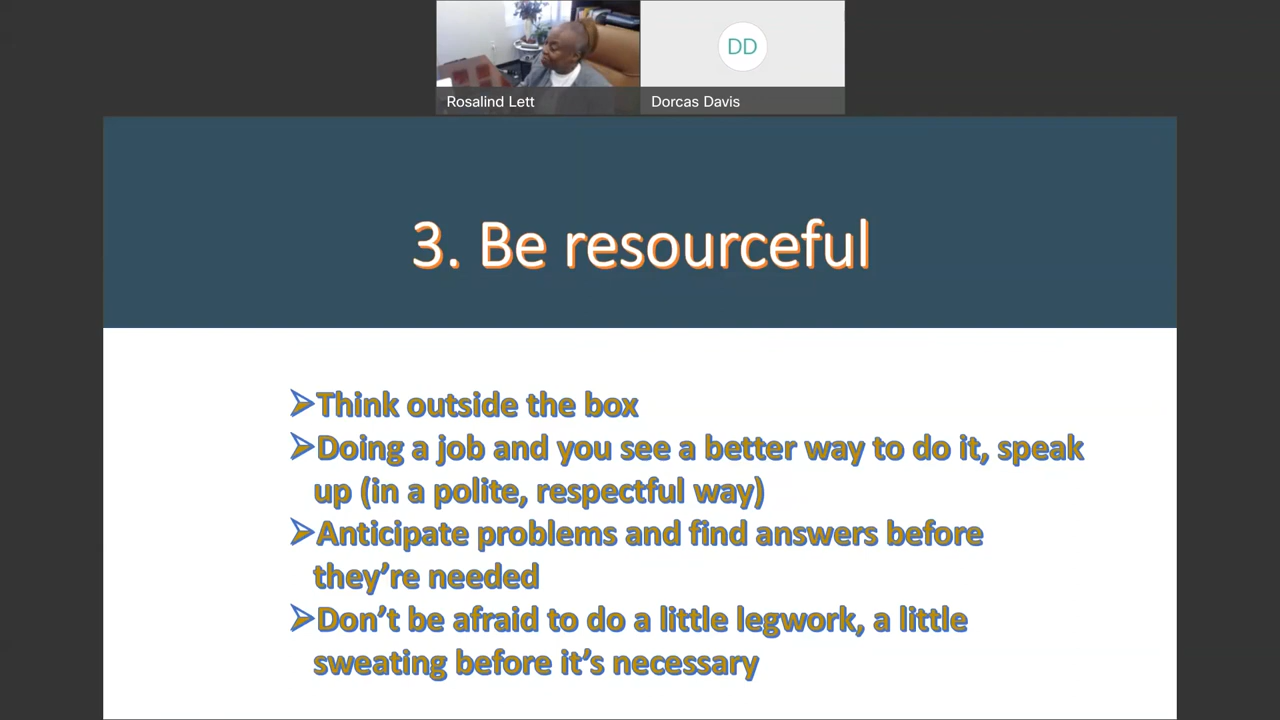 DD
Rosalind Lett
Dorcas Davis
3. Be resourceful
➢Think outside the box
➢Doing a job and you see a better way to do it, speak
up (in a polite, respectful way)
➢Anticipate problems and find answers before
they’re needed
➢Don’t be afraid to do a little legwork, a little
sweating before it’s necessary